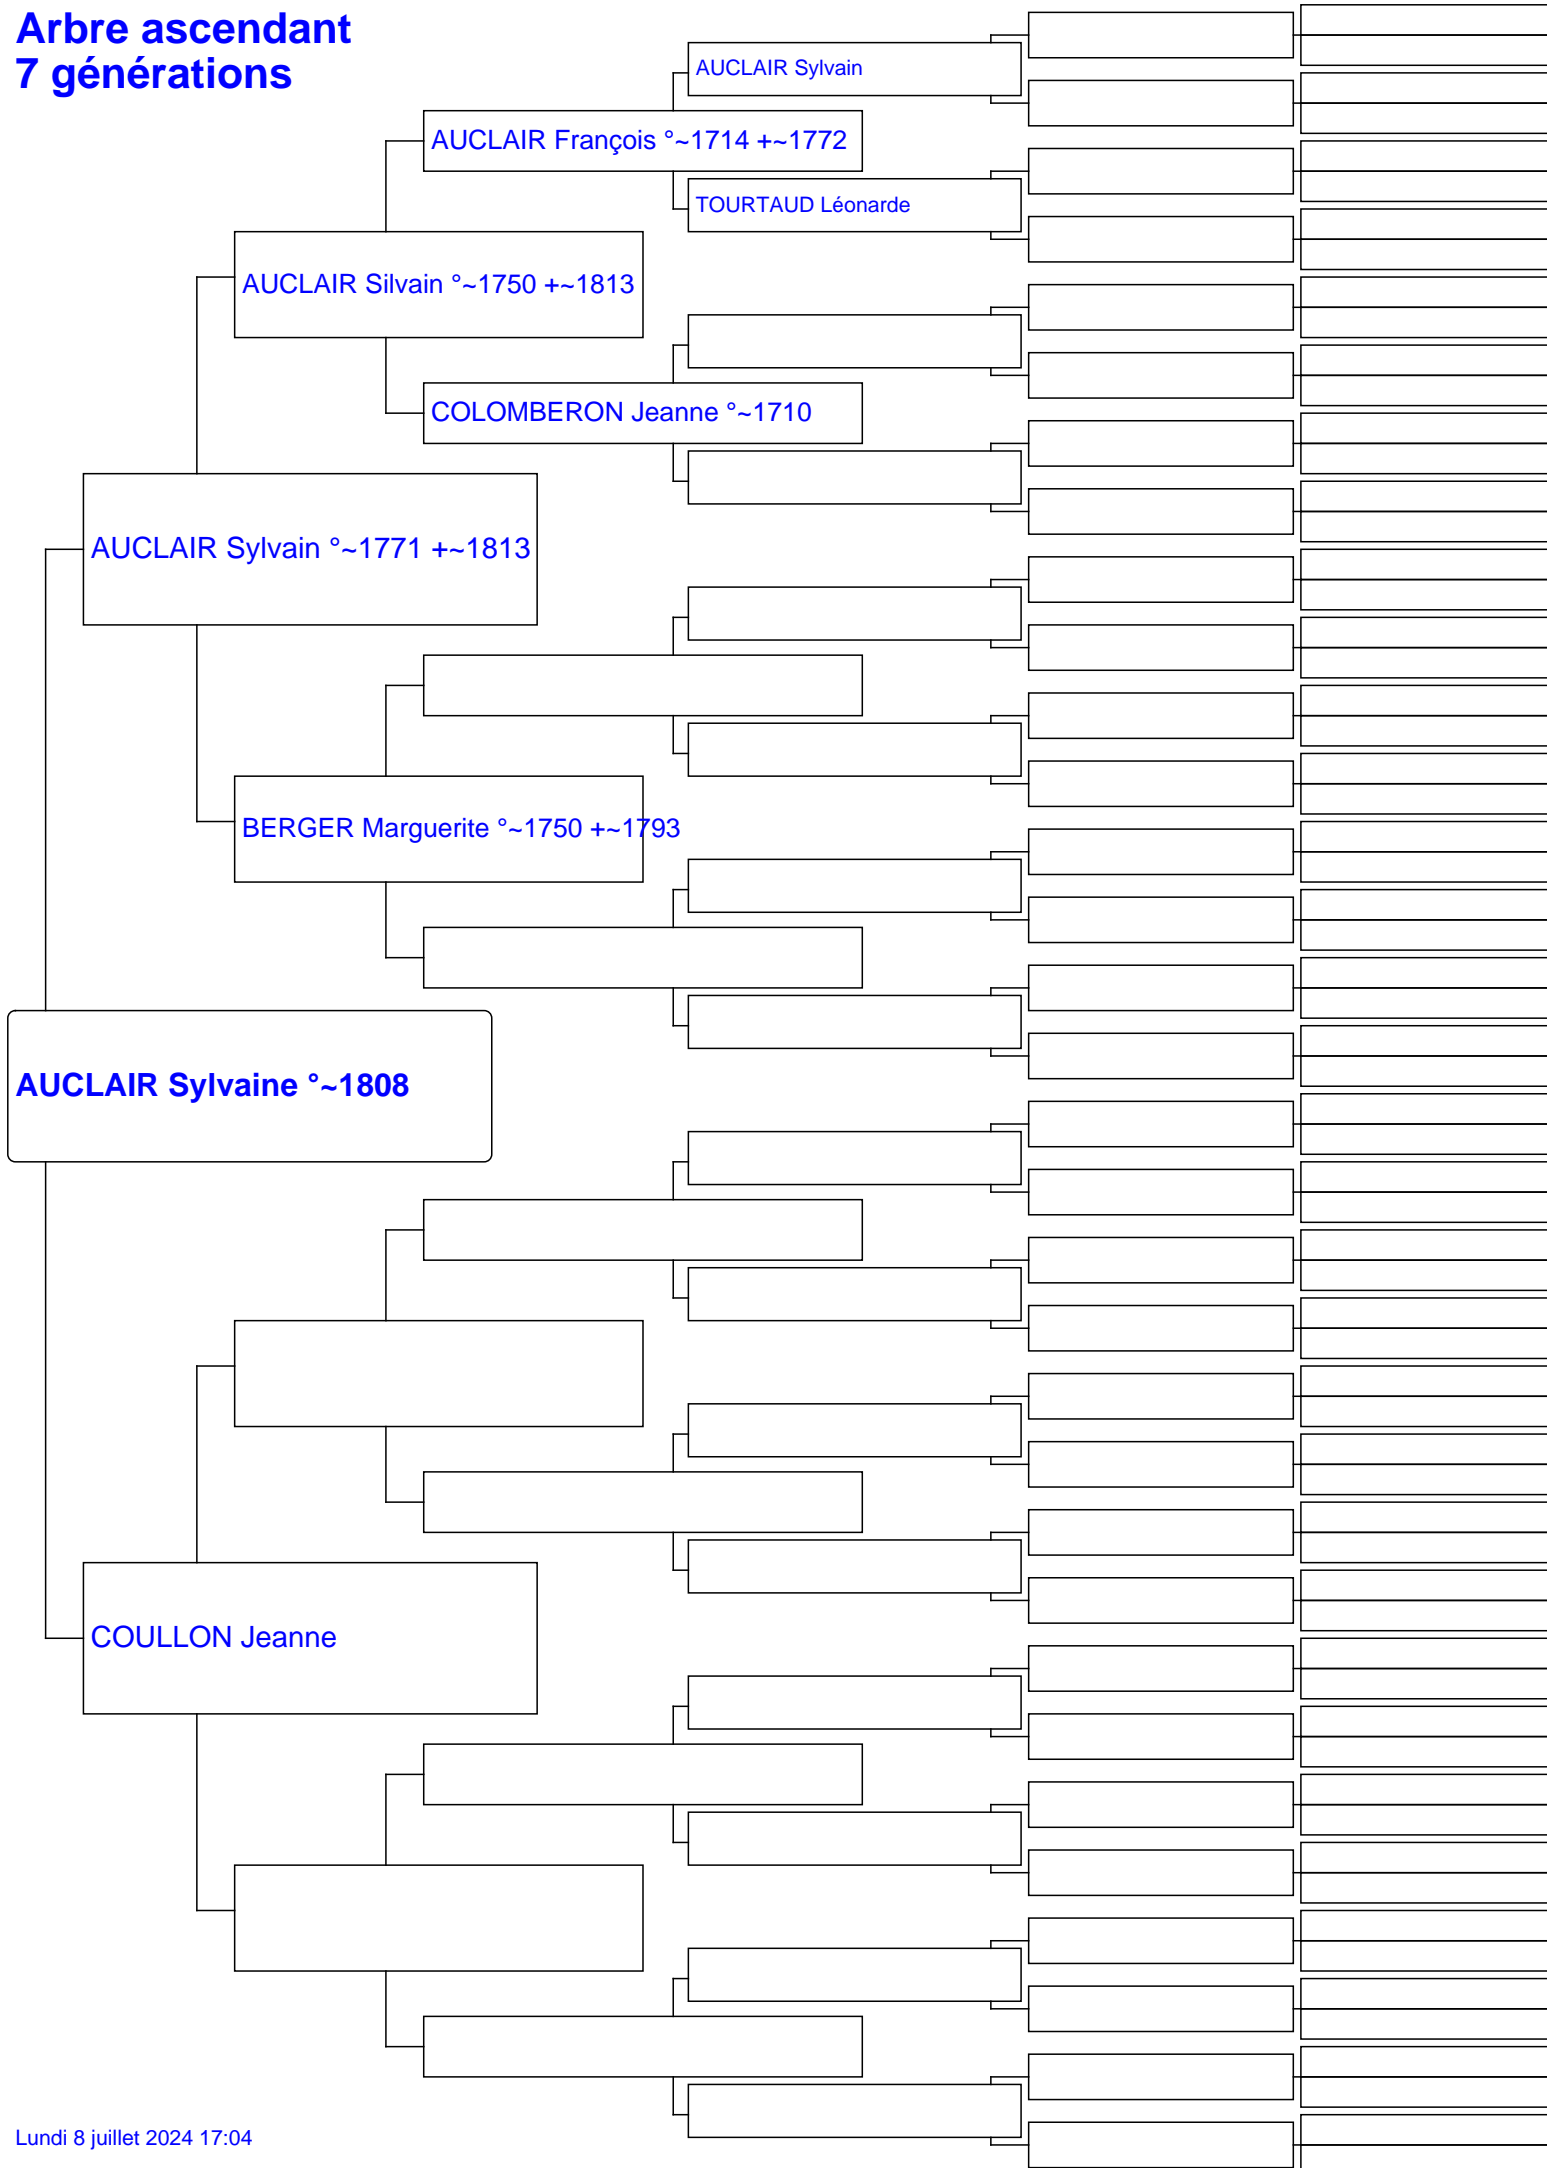 Arbre ascendant
7 générations
AUCLAIR Sylvain
AUCLAIR François °~1714 +~1772
TOURTAUD Léonarde
AUCLAIR Silvain °~1750 +~1813
COLOMBERON Jeanne °~1710
AUCLAIR Sylvain °~1771 +~1813
BERGER Marguerite °~1750 +~1793
AUCLAIR Sylvaine °~1808
COULLON Jeanne
Lundi 8 juillet 2024 17:04